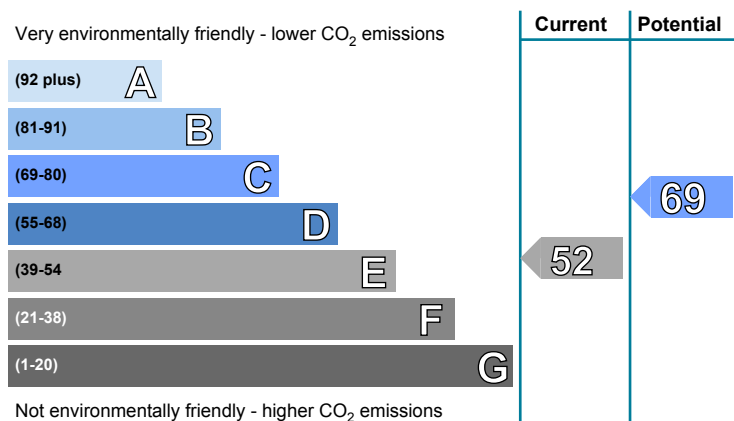 Very environmentally friendly - lower CO2 emissions
Current
Potential
(92 plus) A
(81-91) B
(69-80) C
(55-68) D
(39-54 E
(21-38) F
(1-20) G
52
69
Not environmentally friendly - higher CO2 emissions